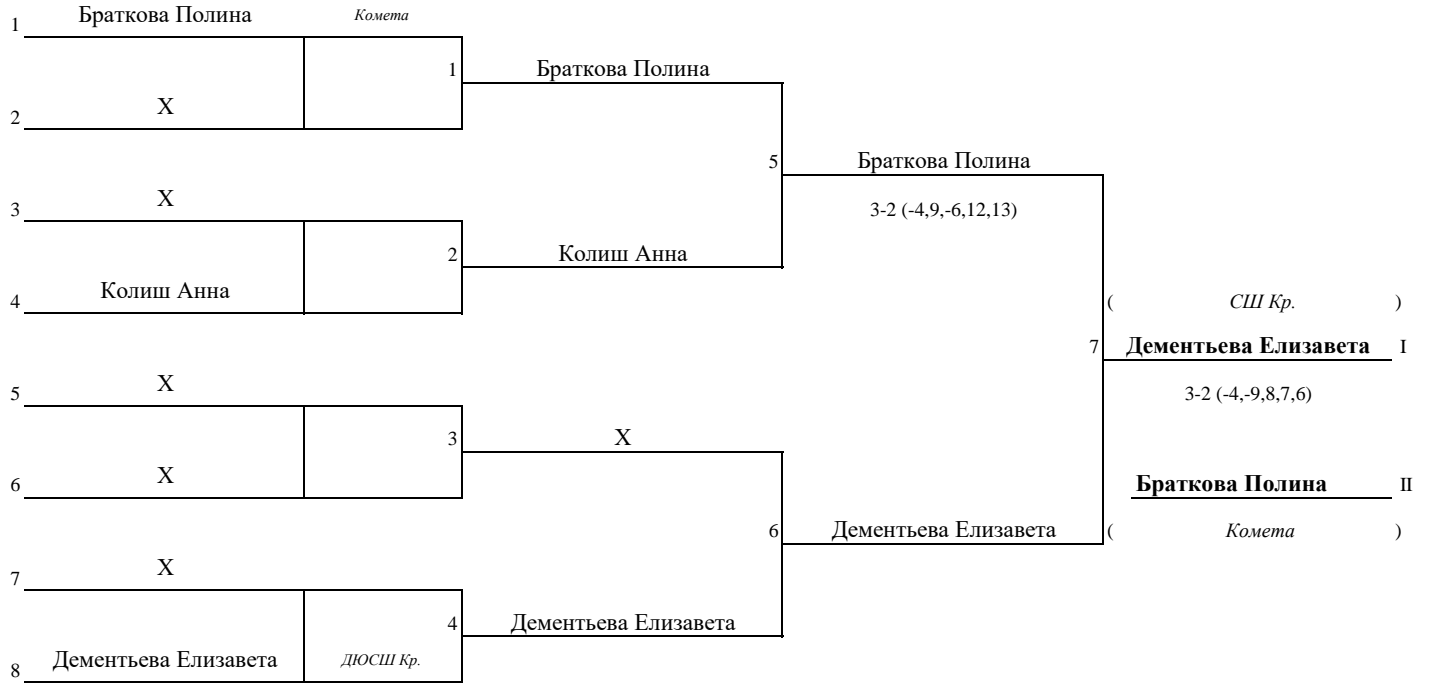 1 Браткова Полина Комета
1 Браткова Полина
2 X
5 Браткова Полина
3 X
3-2 (-4,9,-6,12,13)
2 Колиш Анна
4 Колиш Анна
( СШ Кр. )
7 Дементьева Елизавета I
5 X
3-2 (-4,-9,8,7,6)
3 X
6 X
Браткова Полина II
6 Дементьева Елизавета ( Комета )
7 X
4 Дементьева Елизавета
8 Дементьева Елизавета ДЮСШ Кр.